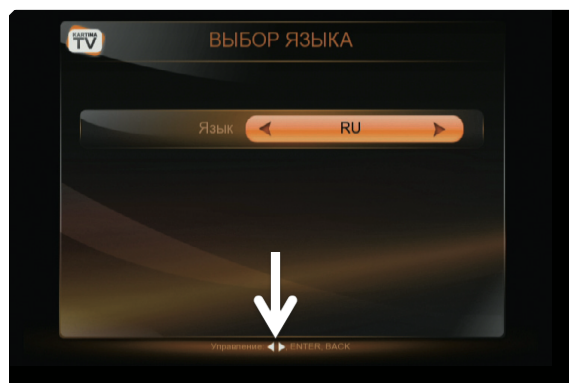 KARTINA
TV
ВЫБОР ЯЗЫКА
Язык RU
Управление ENTER, BACK